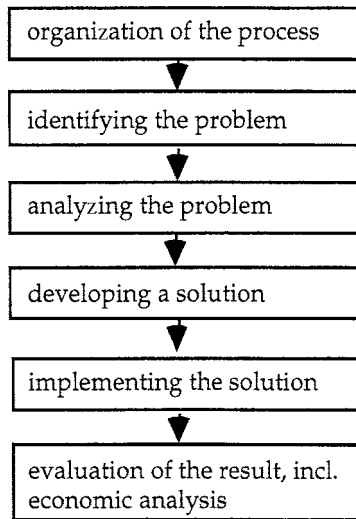 organization of the process
identifying the problem
analyzing the problem
developing a solution
implementing the solution
evaluation of the result, incl.
economic analysis